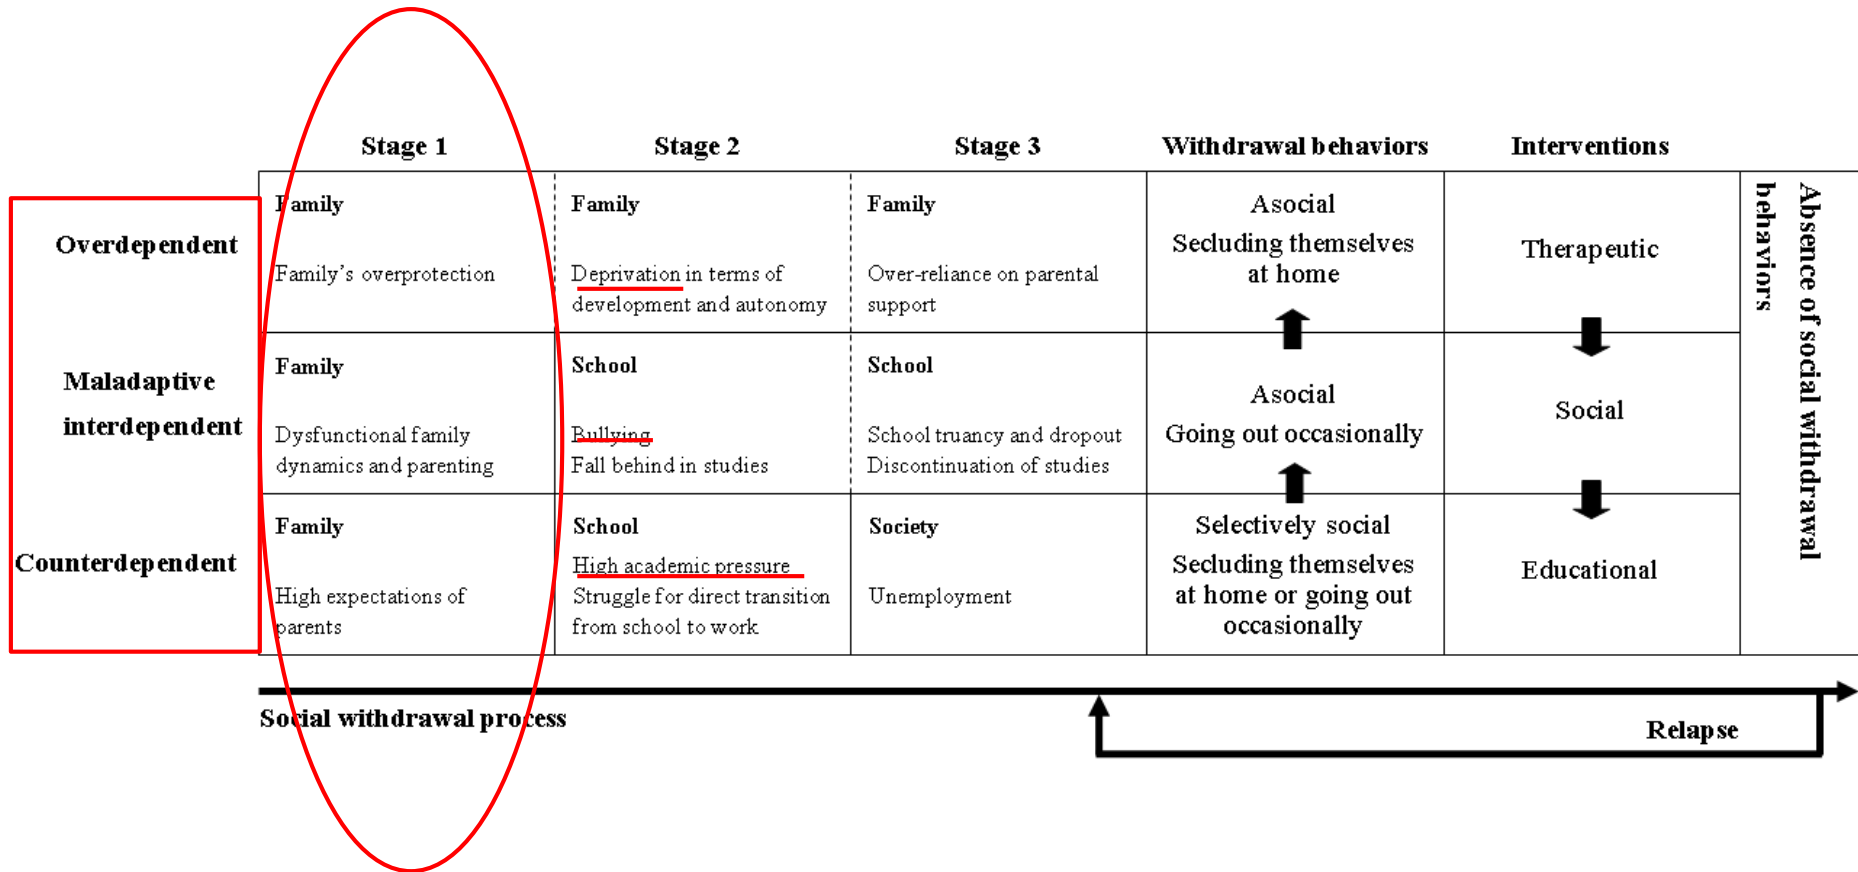 Stage 1
Stage 2
Stage 3
Withdrawal behaviors
Interventions
Overdependent
Family
Family's overprotection
Family
Deprivation in terms of
development and autonomy
Family
Over-reliance on parental
support
Asocial
Secluding themselves
at home
Therapeutic
Maladaptive
interdependent
Family
Dysfunctional family
dynamics and parenting
School
Bullying
Fall behind in studies
School
School truancy and dropout
Discontinuation of studies
Asocial
Going out occasionally
Social
Counterdependent
Family
High expectations of
parents
School
High academic pressure
Struggle for direct transition
from school to work
Society
Unemployment
Selectively social
Secluding themselves
at home or going out
occasionally
Educational
Absence of social withdrawal
behaviors
Social withdrawal process
Relapse